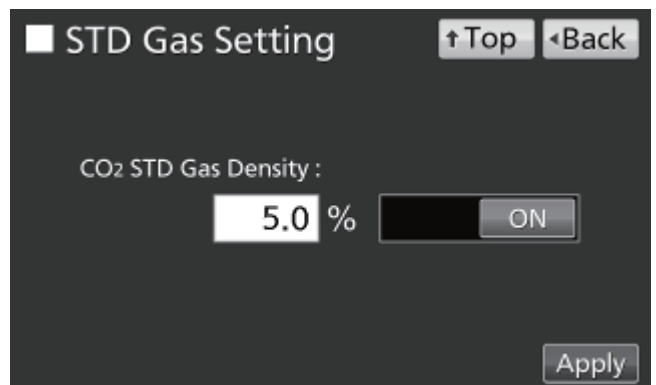 STD Gas Setting
↑Top
◂Back
CO2 STD Gas Density :
5.0 %
ON
Apply